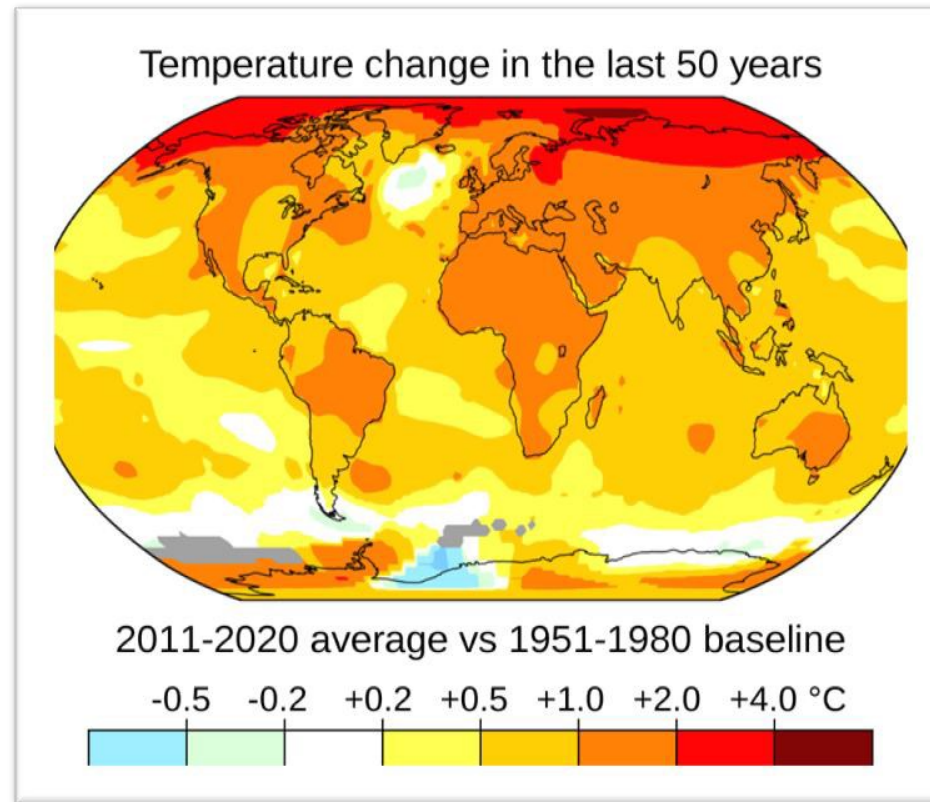 Temperature change in the last 50 years
2011-2020 average vs 1951-1980 baseline
-0.5 -0.2 +0.2 +0.5 +1.0 +2.0 +4.0 °C